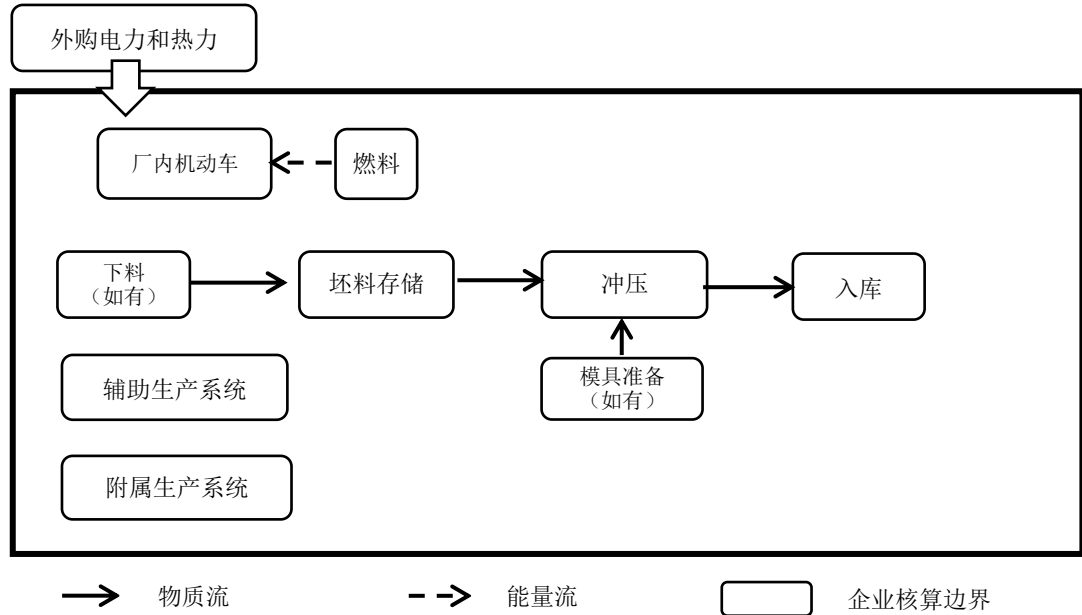 外购电力和热力
厂内机动车
燃料
下料
（如有）
坯料存储
冲压
入库
模具准备
（如有）
辅助生产系统
附属生产系统
物质流
能量流
企业核算边界